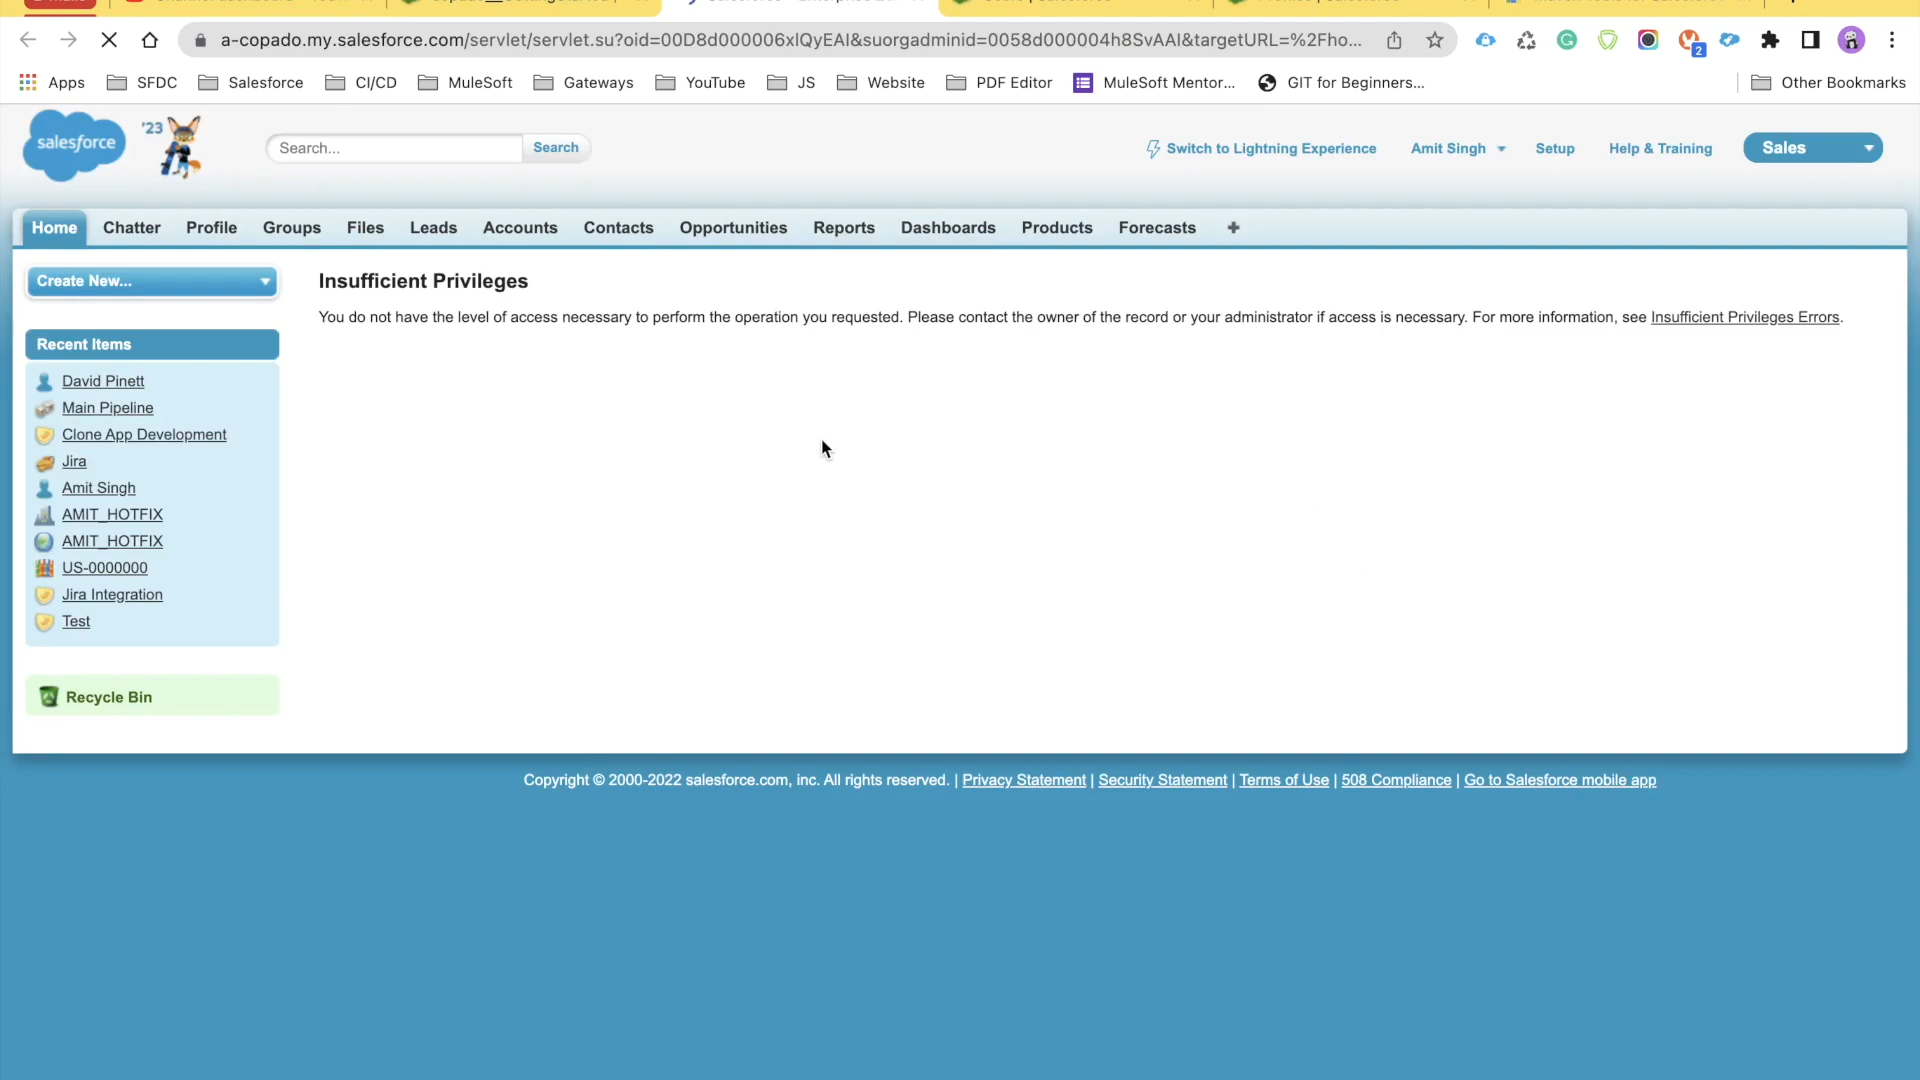 a-copado.my.salesforce.com/servlet/servlet.su?oid=00D8d000006xlQyEAI&suorgadminid=0058d000004h8SvAAI&targetURL=%2Fho...
2
Apps SFDC Salesforce CI/CD MuleSoft Gateways YouTube JS Website PDF Editor MuleSoft Mentor... GIT for Beginners... Other Bookmarks
salesforce '23 Search... Search Switch to Lightning Experience Amit Singh Setup Help & Training Sales
Home Chatter Profile Groups Files Leads Accounts Contacts Opportunities Reports Dashboards Products Forecasts +
Create New...
Insufficient Privileges
You do not have the level of access necessary to perform the operation you requested. Please contact the owner of the record or your administrator if access is necessary. For more information, see Insufficient Privileges Errors.
Recent Items
David Pinett
Main Pipeline
Clone App Development
Jira
Amit Singh
AMIT_HOTFIX
AMIT_HOTFIX
US-0000000
Jira Integration
Test
Recycle Bin
Copyright © 2000-2022 salesforce.com, inc. All rights reserved. | Privacy Statement | Security Statement | Terms of Use | 508 Compliance | Go to Salesforce mobile app